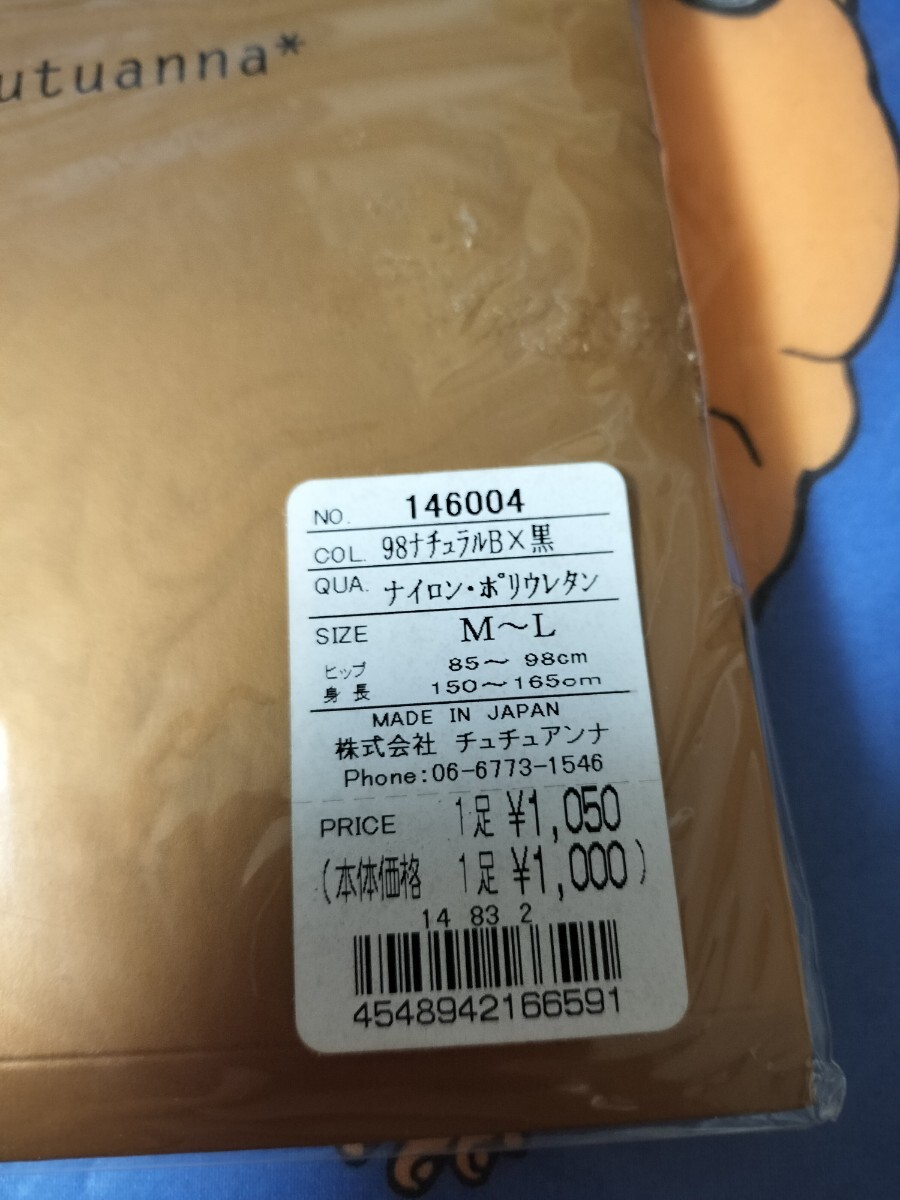 utuanna*
NO. 146004
COL. 98ナチュラルB×黒
QUA. ナイロン・ポリウレタン
SIZE M～L
ヒップ 85～ 98cm
身長 150～165cm
MADE IN JAPAN
株式会社 チュチュアンナ
Phone:06-6773-1546
PRICE 1足 ¥1,050
(本体価格 1足 ¥1,000)
14 83 2
4548942166591